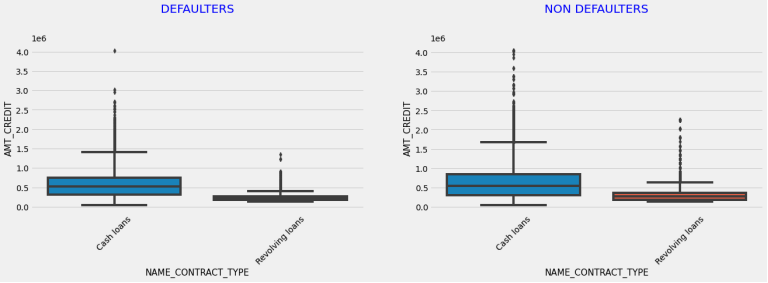 DEFAULTERS
1e6
4.0
3.5
3.0
2.5
2.0
1.5
1.0
0.5
0.0
AMT_CREDIT
Cash loans
Revolving loans
NAME_CONTRACT_TYPE
NON DEFAULTERS
1e6
4.0
3.5
3.0
2.5
2.0
1.5
1.0
0.5
0.0
AMT_CREDIT
Cash loans
Revolving loans
NAME_CONTRACT_TYPE